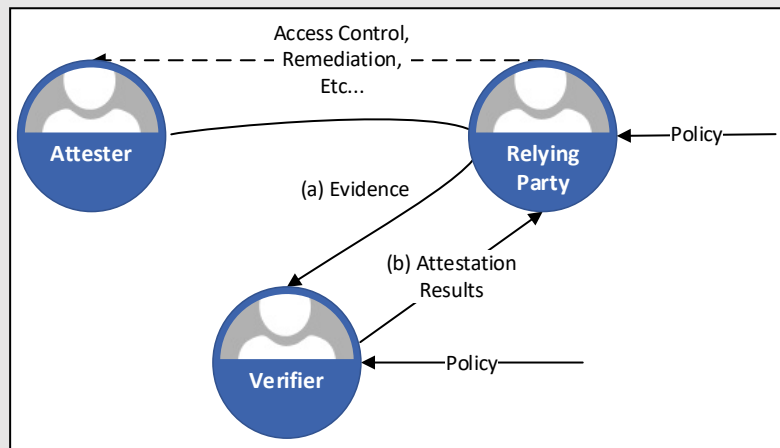 Access Control,
Remediation,
Etc...
Attester
Relying
Party
Policy
(a) Evidence
(b) Attestation
Results
Verifier
Policy